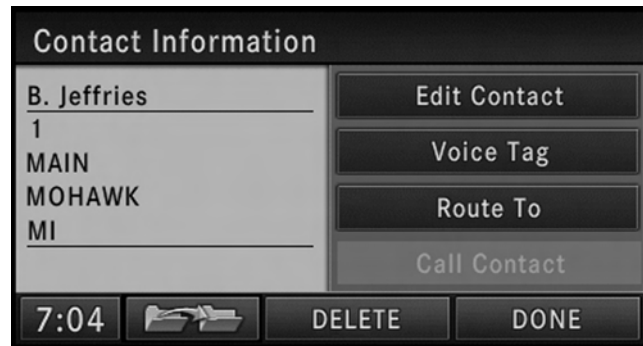 Contact Information
B. Jeffries
1
MAIN
MOHAWK
MI
Edit Contact
Voice Tag
Route To
Call Contact
7:04
DELETE
DONE